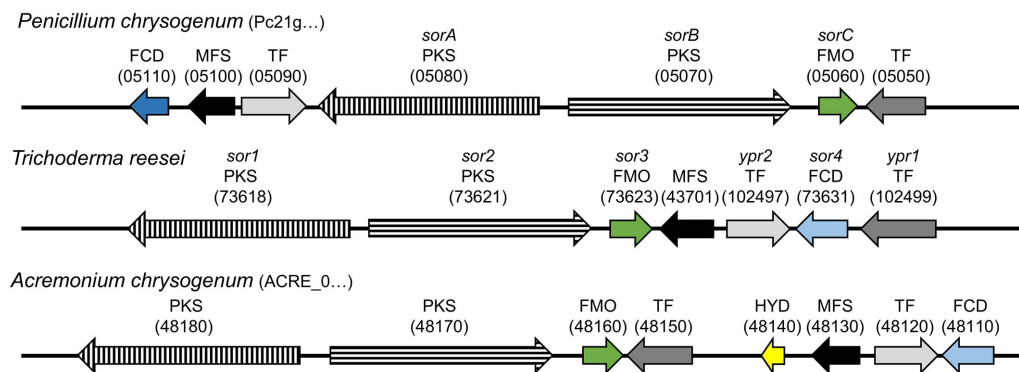 Penicillium chrysogenum (Pc21g…)
sorA sorB sorC
FCD MFS TF PKS PKS FMO TF
(05110) (05100) (05090) (05080) (05070) (05060) (05050)
Trichoderma reesei sor1 sor2 sor3 ypr2 sor4 ypr1
PKS PKS FMO MFS TF FCD TF
(73618) (73621) (73623) (43701) (102497) (73631) (102499)
Acremonium chrysogenum (ACRE_0…)
PKS PKS FMO TF HYD MFS TF FCD
(48180) (48170) (48160) (48150) (48140) (48130) (48120) (48110)